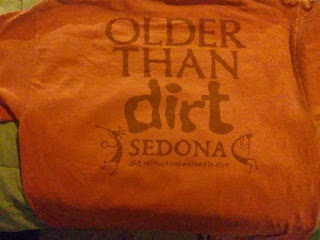 OLDER
THAN
dirt
SEDONA